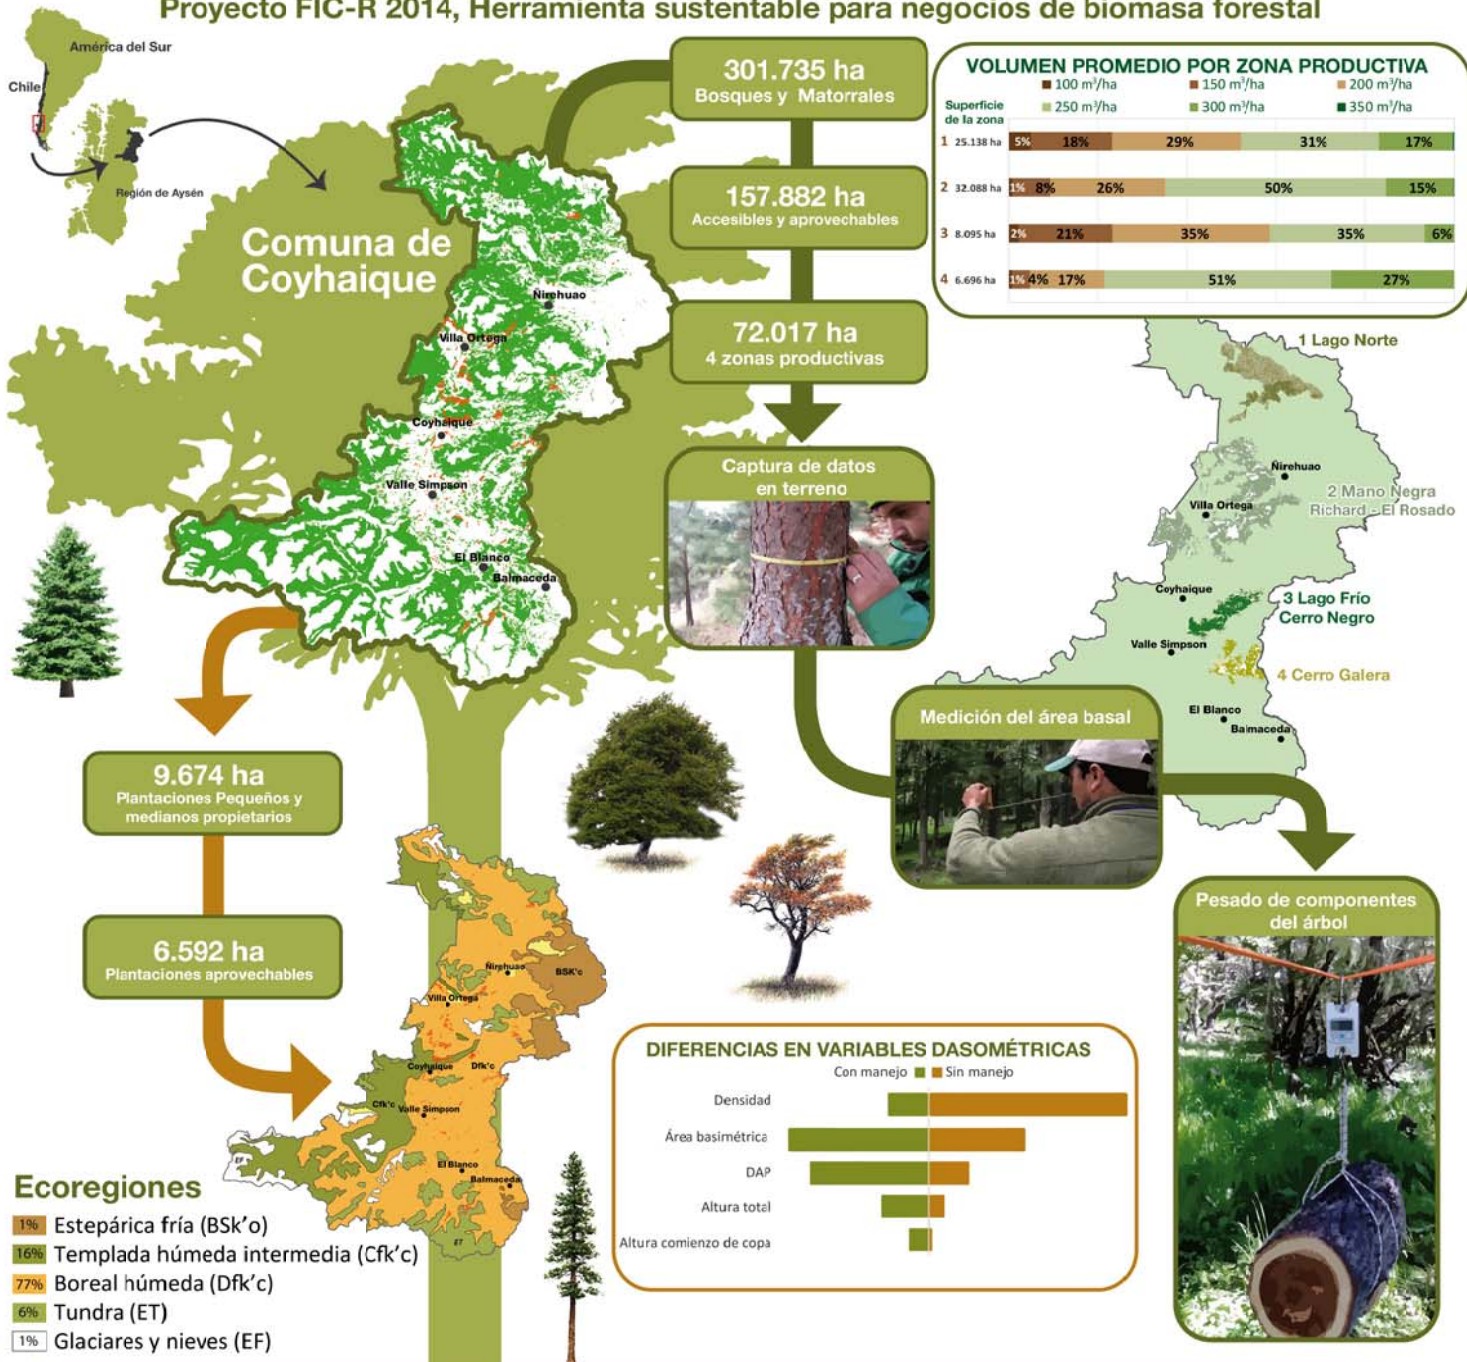 Proyecto FIC-R 2014, Herramienta sustentable para negocios de biomasa forestal
América del Sur
Chile
Región de Aysén
Comuna de
Coyhaique
Ñirehuao
Villa Ortega
Coyhaique
Valle Simpson
El Blanco
Balmaceda
301.735 ha
Bosques y Matorrales
157.882 ha
Accesibles y aprovechables
72.017 ha
4 zonas productivas
VOLUMEN PROMEDIO POR ZONA PRODUCTIVA
100 m³/ha 150 m³/ha 200 m³/ha
250 m³/ha 300 m³/ha 350 m³/ha
Superficie
de la zona
1 25.138 ha 5% 18% 29% 31% 17%
2 32.088 ha 1% 8% 26% 50% 15%
3 8.095 ha 2% 21% 35% 35% 6%
4 6.696 ha 1% 4% 17% 51% 27%
1 Lago Norte
Ñirehuao
2 Mano Negra
Richard - El Rosado
Villa Ortega
Coyhaique
3 Lago Frío
Cerro Negro
Valle Simpson
4 Cerro Galera
El Blanco
Balmaceda
Captura de datos
en terreno
Medición del área basal
Pesado de componentes
del árbol
9.674 ha
Plantaciones Pequeños y
medianos propietarios
6.592 ha
Plantaciones aprovechables
Ñirehuao
BSK'c
Villa Ortega
Coyhaique
Dfk'c
Cfk'c
Valle Simpson
EF
El Blanco
Balmaceda
ET
DIFERENCIAS EN VARIABLES DASOMÉTRICAS
Con manejo Sin manejo
Densidad
Área basimétrica
DAP
Altura total
Altura comienzo de copa
Ecoregiones
1% Estepárica fría (BSk'o)
16% Templada húmeda intermedia (Cfk'c)
77% Boreal húmeda (Dfk'c)
6% Tundra (ET)
1% Glaciares y nieves (EF)